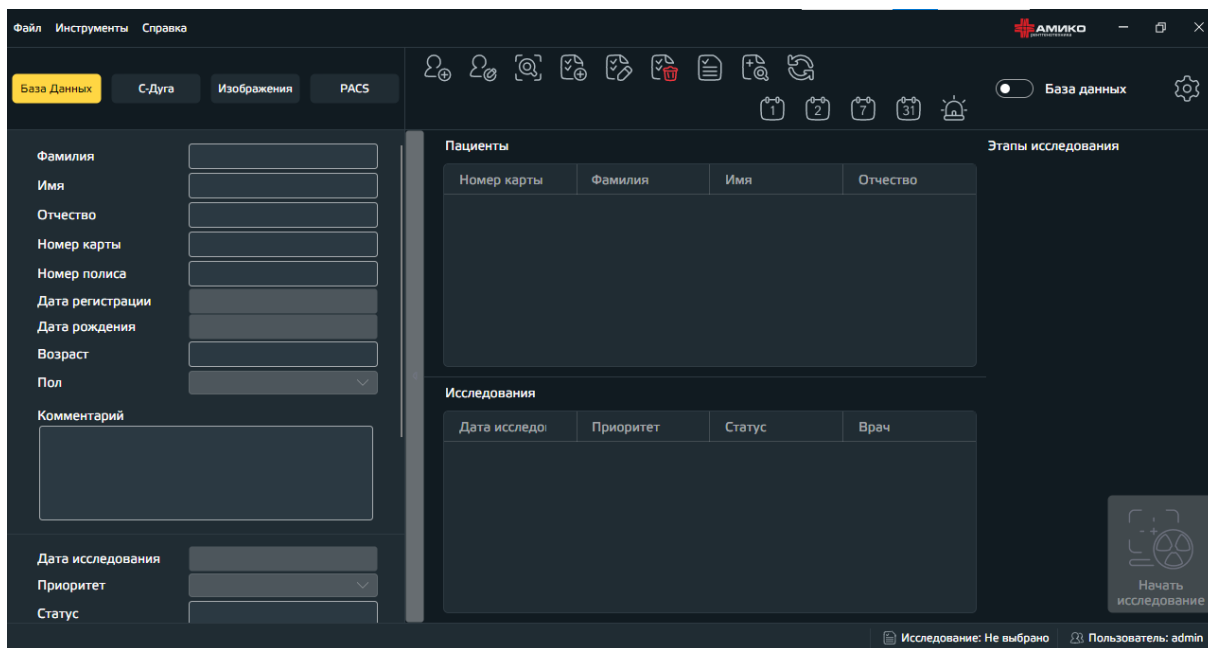 Файл Инструменты Справка
АМИКО
База Данных С-Дуга Изображения PACS
1 2 7 31
База данных
Фамилия
Имя
Отчество
Номер карты
Номер полиса
Дата регистрации
Дата рождения
Возраст
Пол
Комментарий
Дата исследования
Приоритет
Статус
Пациенты
Номер карты Фамилия Имя Отчество
Исследования
Дата исследо Приоритет Статус Врач
Этапы исследования
Начать
исследование
Исследование: Не выбрано Пользователь: admin